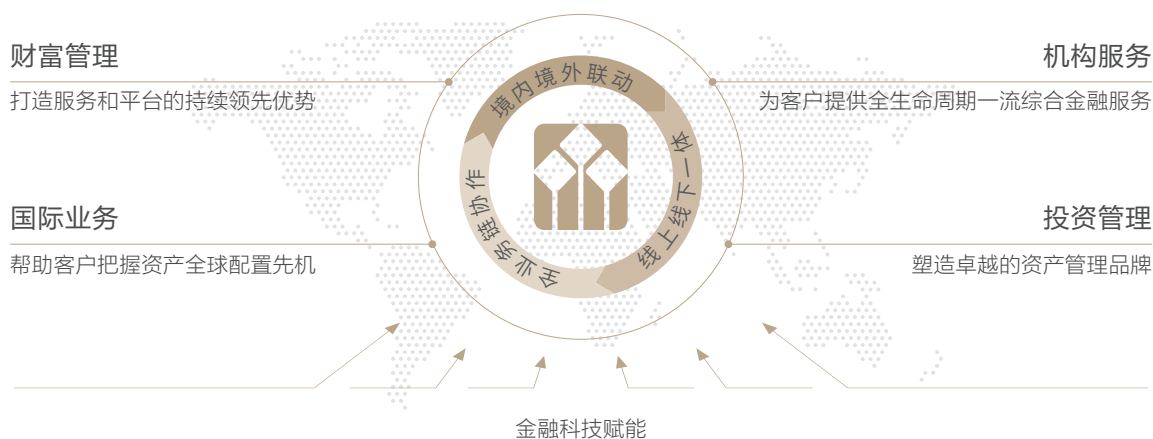 财富管理
打造服务和平台的持续领先优势
机构服务
为客户提供全生命周期一流综合金融服务
境内境外联动
线上线下一体
全业务链协作
国际业务
帮助客户把握资产全球配置先机
投资管理
塑造卓越的资产管理品牌
金融科技赋能